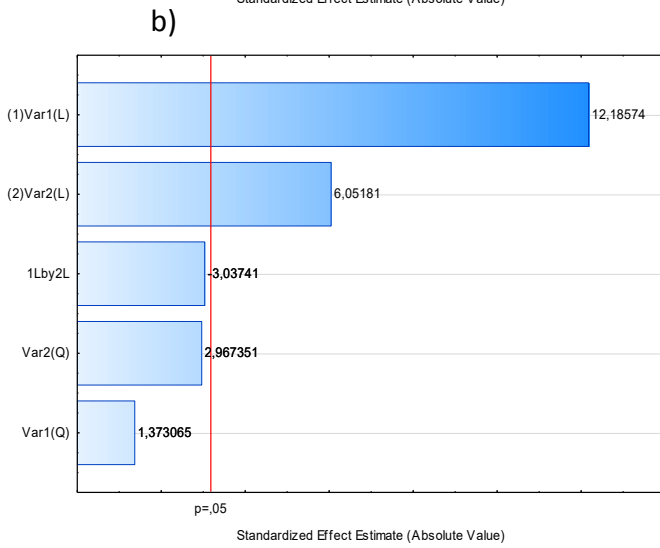 Standardized Effect Estimate (Absolute Value)
b)
(1)Var1(L)
12,18574
(2)Var2(L)
6,05181
1Lby2L
-3,03741
Var2(Q)
2,967351
Var1(Q)
1,373065
p=,05
Standardized Effect Estimate (Absolute Value)